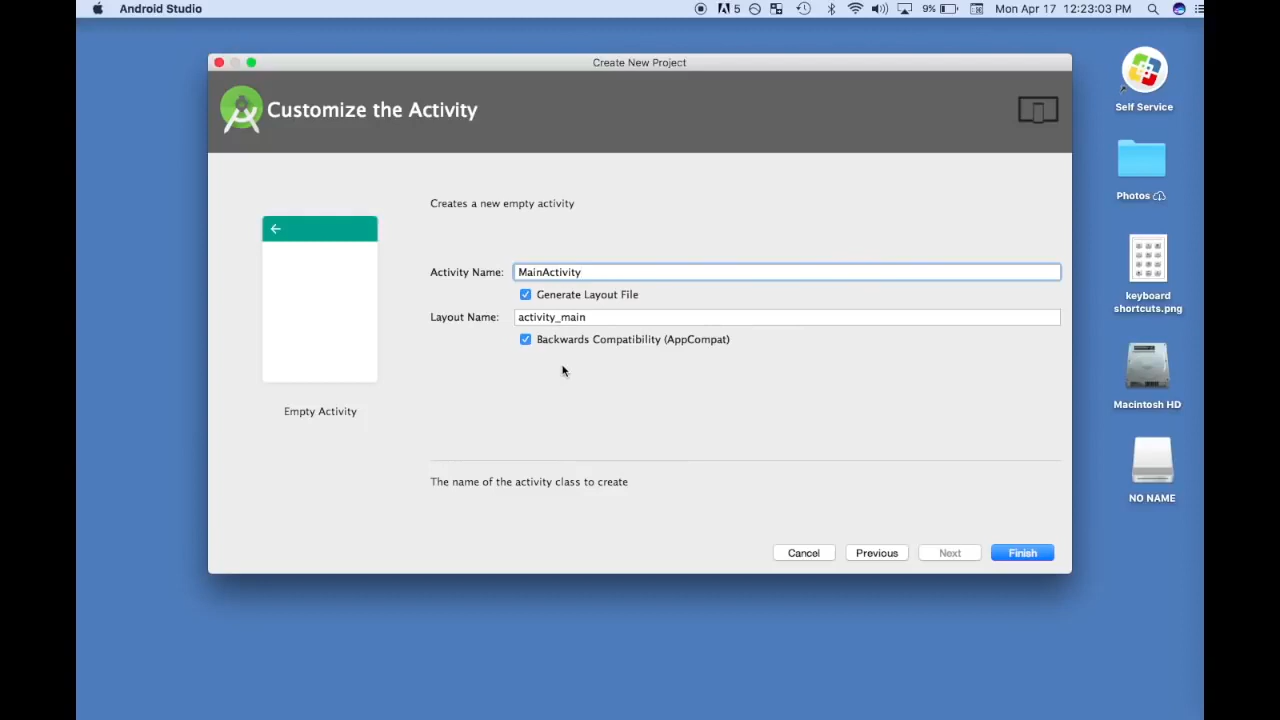 Android Studio
5
9%
Mon Apr 17 12:23:03 PM
Create New Project
Customize the Activity
Self Service
Photos
Creates a new empty activity
Activity Name: MainActivity
Generate Layout File
Layout Name: activity_main
Backwards Compatibility (AppCompat)
Empty Activity
keyboard
shortcuts.png
Macintosh HD
The name of the activity class to create
NO NAME
Cancel
Previous
Next
Finish